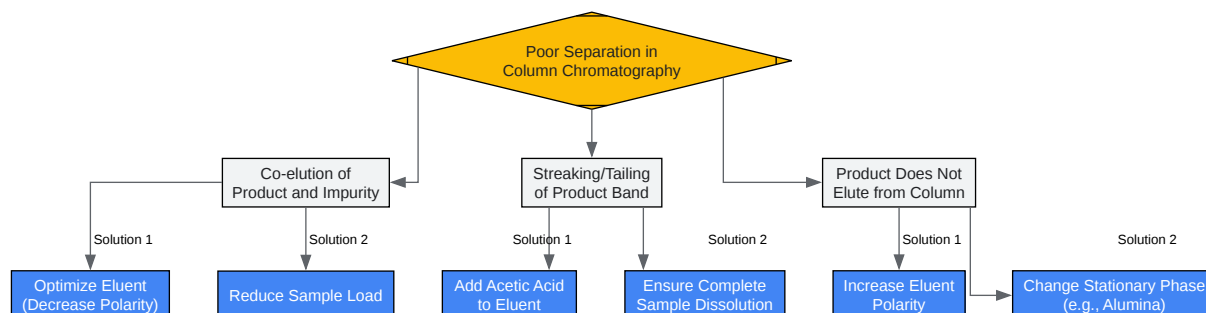 Poor Separation in
Column Chromatography
Co-elution of
Product and Impurity
Streaking/Tailing
of Product Band
Product Does Not
Elute from Column
Solution 1
Solution 2
Solution 1
Solution 2
Solution 1
Solution 2
Optimize Eluent
(Decrease Polarity)
Reduce Sample Load
Add Acetic Acid
to Eluent
Ensure Complete
Sample Dissolution
Increase Eluent
Polarity
Change Stationary Phase
(e.g., Alumina)